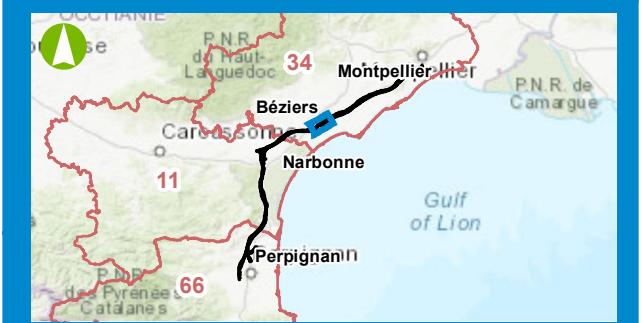 OCCITANIE
P.N.R.
du Haut-
Languedoc
34
Montpellier
P.N.R. de
Camargue
Béziers
Carcassonne
Narbonne
11
Gulf
of Lion
Perpignan
P.N.R.
des Pyrénées
Catalanes
66